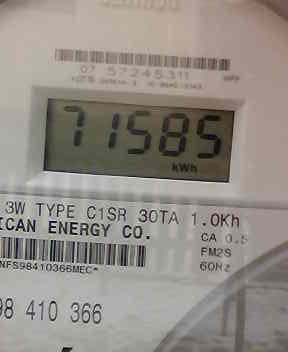 07 57245311
71585
kWh
3W TYPE C1SR 30TA 1.0Kh
ICAN ENERGY CO.
CA 0.5
FM2S
60Hz
NFS98410366MEC*
98 410 366